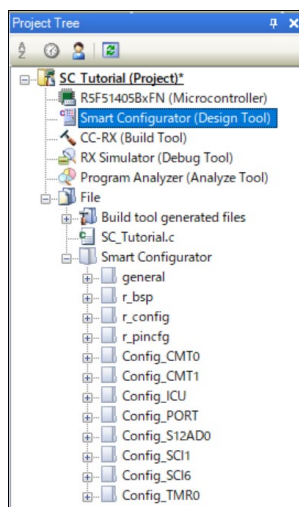 Project Tree
SC_Tutorial (Project)*
R5F51405BxFN (Microcontroller)
Smart Configurator (Design Tool)
CC-RX (Build Tool)
RX Simulator (Debug Tool)
Program Analyzer (Analyze Tool)
File
Build tool generated files
SC_Tutorial.c
Smart Configurator
general
r_bsp
r_config
r_pincfg
Config_CMT0
Config_CMT1
Config_ICU
Config_PORT
Config_S12AD0
Config_SCI1
Config_SCI6
Config_TMR0